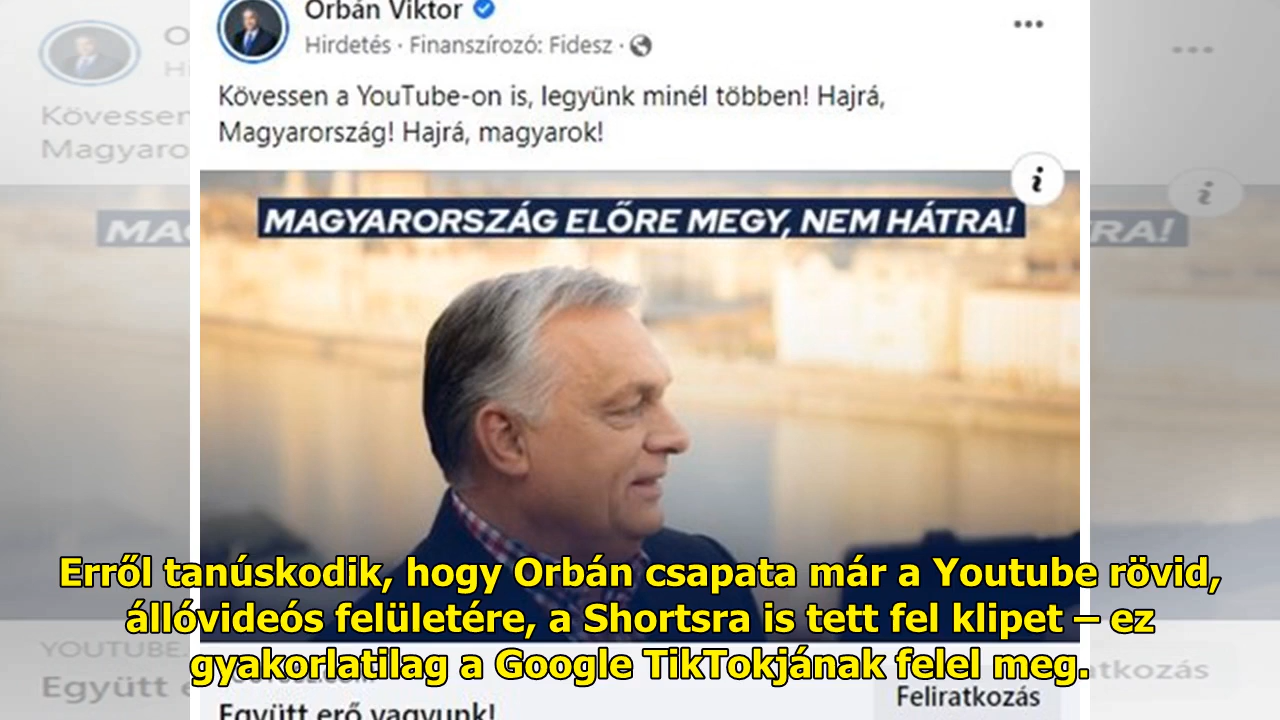 Orbán Viktor
Hirdetés · Finanszírozó: Fidesz ·
Kövessen a YouTube-on is, legyünk minél többen! Hajrá,
Magyarország! Hajrá, magyarok!
MAGYARORSZÁG ELŐRE MEGY, NEM HÁTRA!
Erről tanúskodik, hogy Orbán csapata már a Youtube rövid,
állóvideós felületére, a Shortsra is tett fel klipet – ez
gyakorlatilag a Google TikTokjának felel meg.
Együtt erő vagyunk!
Feliratkozás